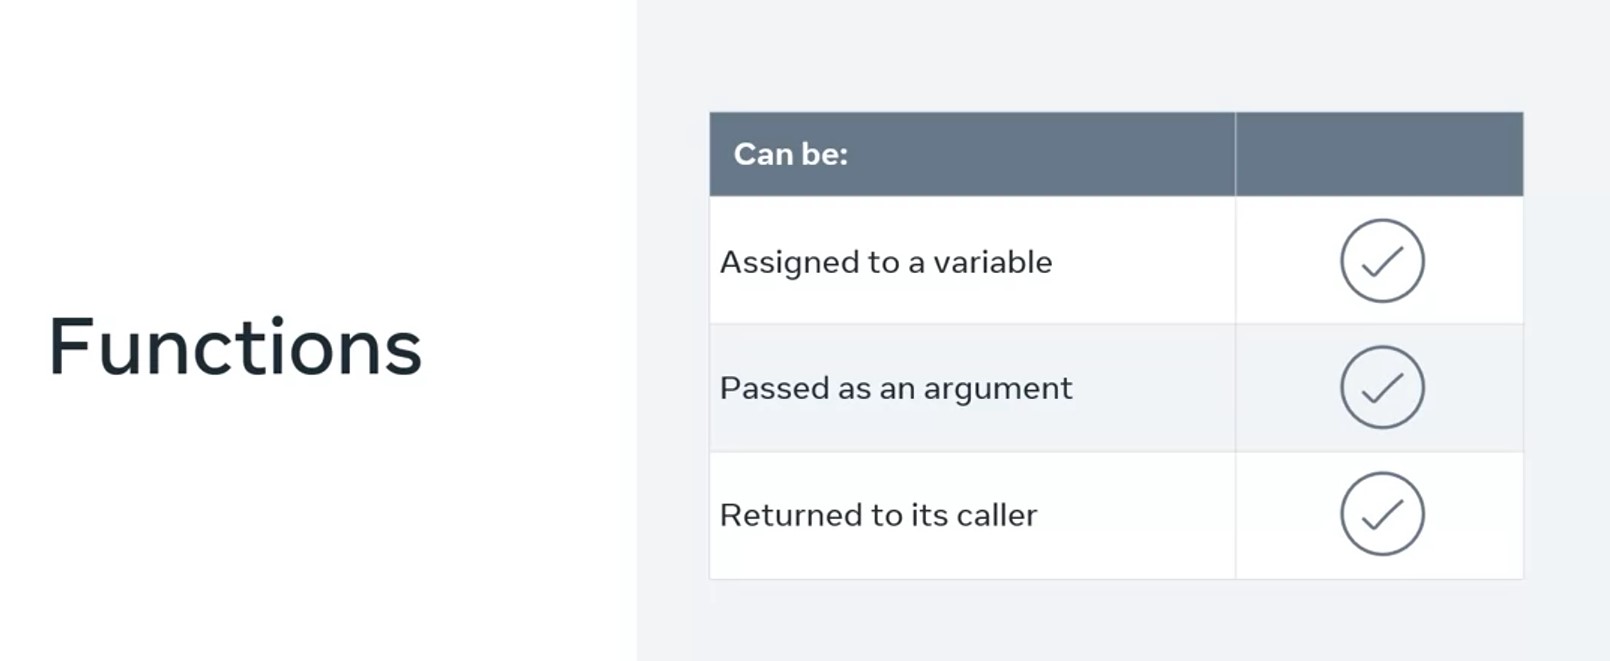 Functions
Can be:
Assigned to a variable
Passed as an argument
Returned to its caller